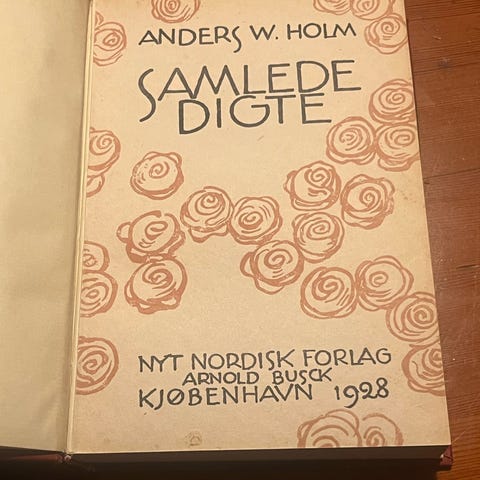 ANDERS W. HOLM
SAMLEDE
DIGTE
NYT NORDISK FORLAG
ARNOLD BUSCK
KJØBENHAVN 1928